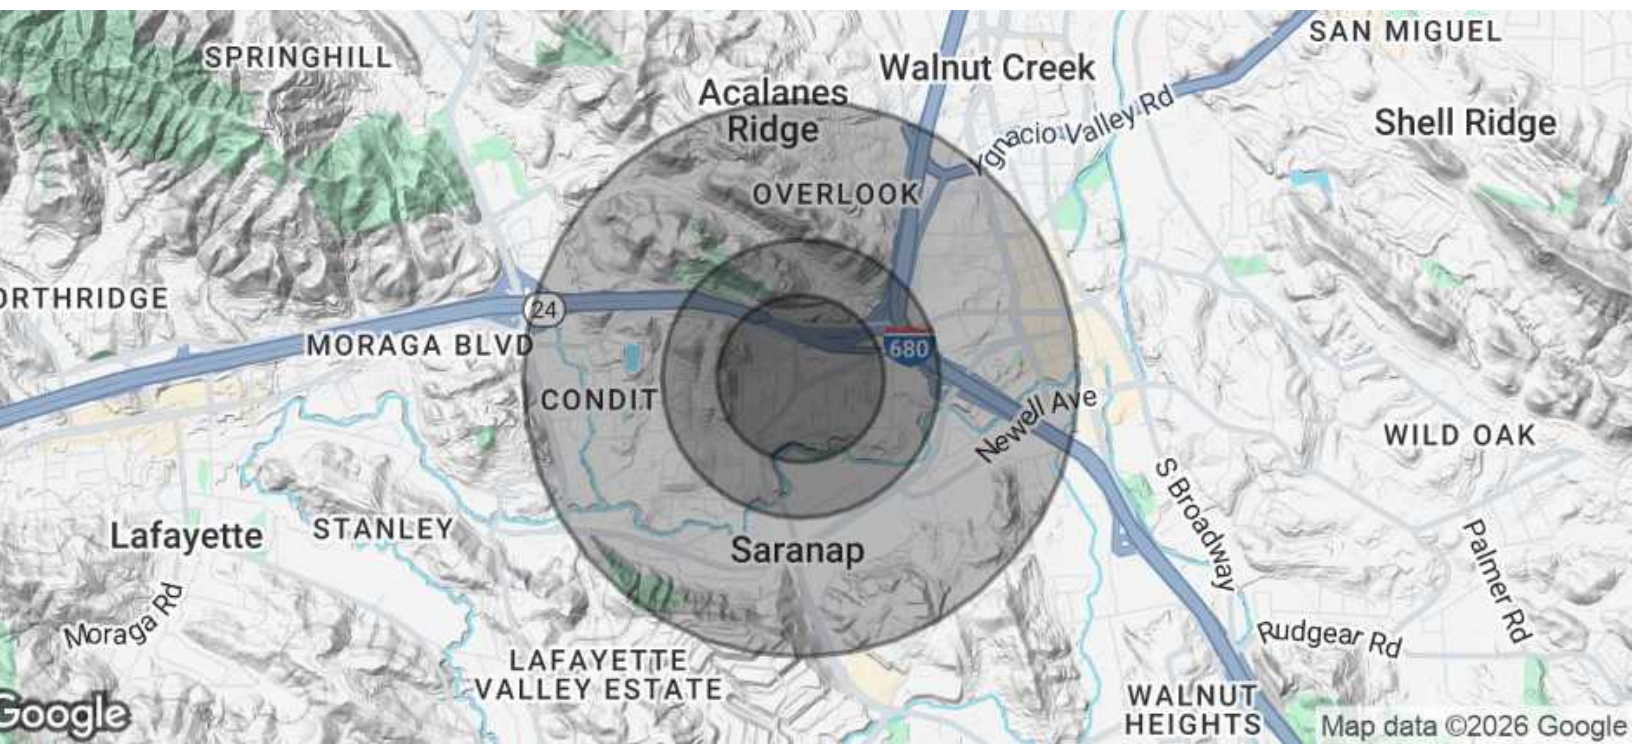 SAN MIGUEL
SPRINGHILL
Walnut Creek
Acalanes
Ridge
Ygnacio Valley Rd
Shell Ridge
OVERLOOK
ORTHRIDGE
24
MORAGA BLVD
680
CONDIT
Newell Ave
WILD OAK
S Broadway
Lafayette
STANLEY
Saranap
Palmer Rd
Moraga Rd
Rudgear Rd
LAFAYETTE
VALLEY ESTATE
WALNUT
HEIGHTS
Google
Map data ©2026 Google